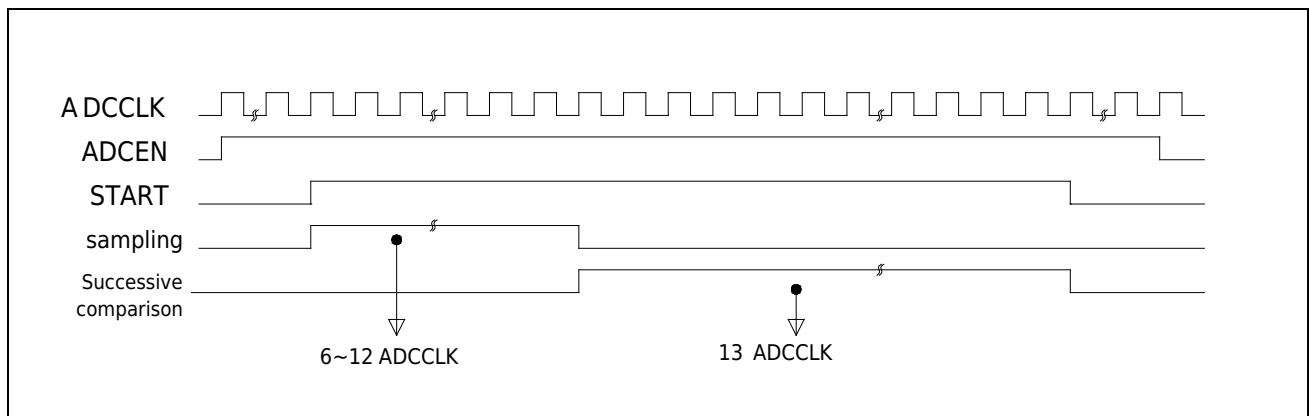 A DCCLK
ADCEN
START
sampling
Successive
comparison
6~12 ADCCLK
13 ADCCLK